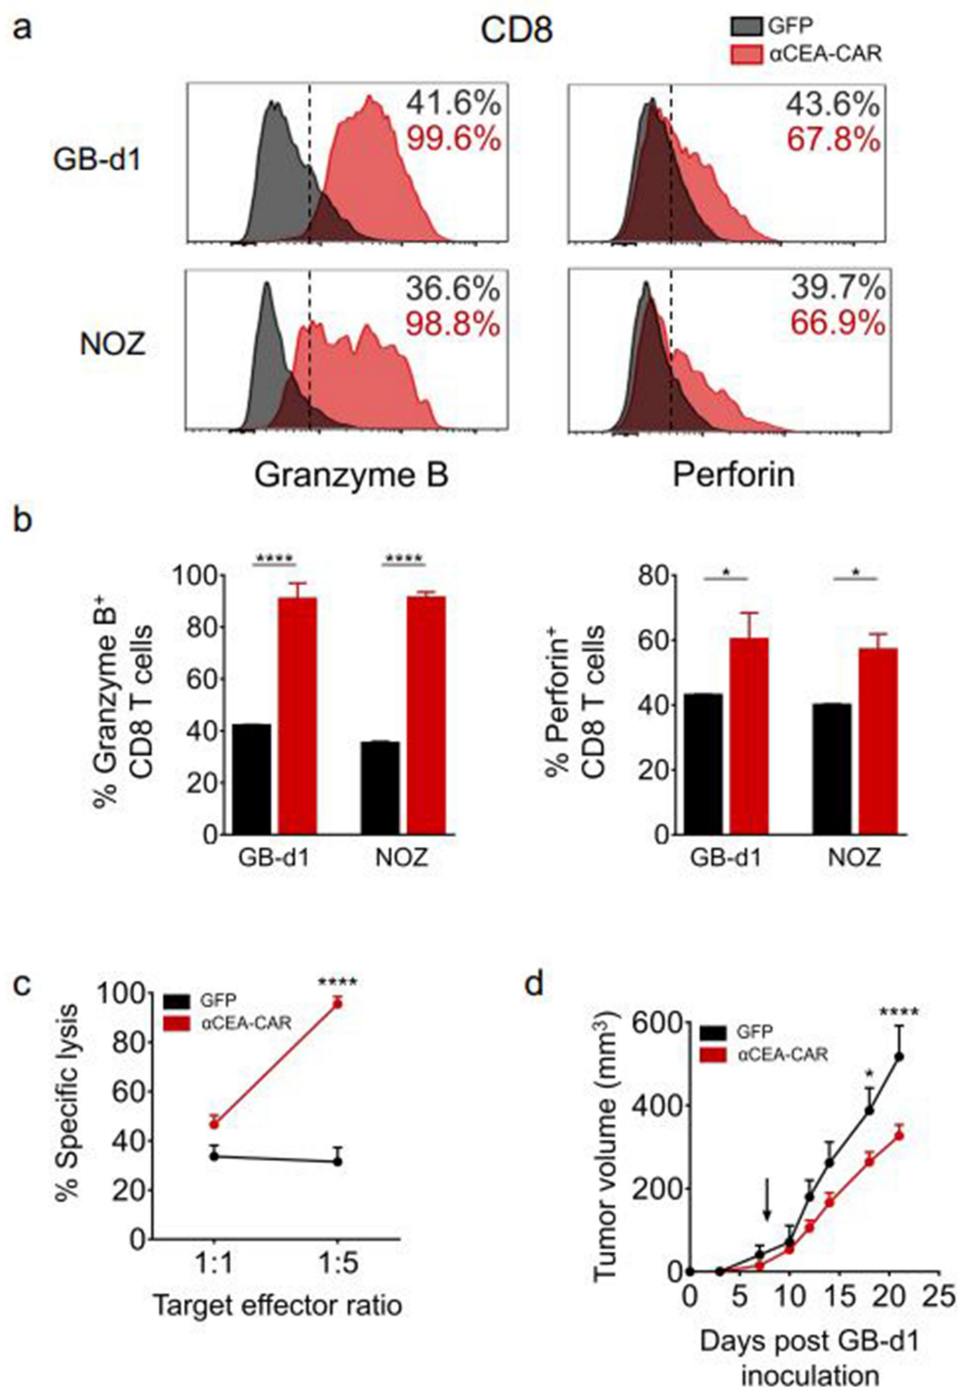 a
CD8
GFP
αCEA-CAR
GB-d1
41.6%
99.6%
43.6%
67.8%
NOZ
36.6%
98.8%
39.7%
66.9%
Granzyme B
Perforin
b
% Granzyme B⁺
CD8 T cells
100
80
60
40
20
0
****
****
GB-d1
NOZ
% Perforin⁺
CD8 T cells
80
60
40
20
0
*
*
GB-d1
NOZ
c
% Specific lysis
100
80
60
40
20
0
GFP
αCEA-CAR
****
1:1
1:5
Target effector ratio
d
Tumor volume (mm³)
600
400
200
0
GFP
αCEA-CAR
*
****
0 5 10 15 20 25
Days post GB-d1
inoculation